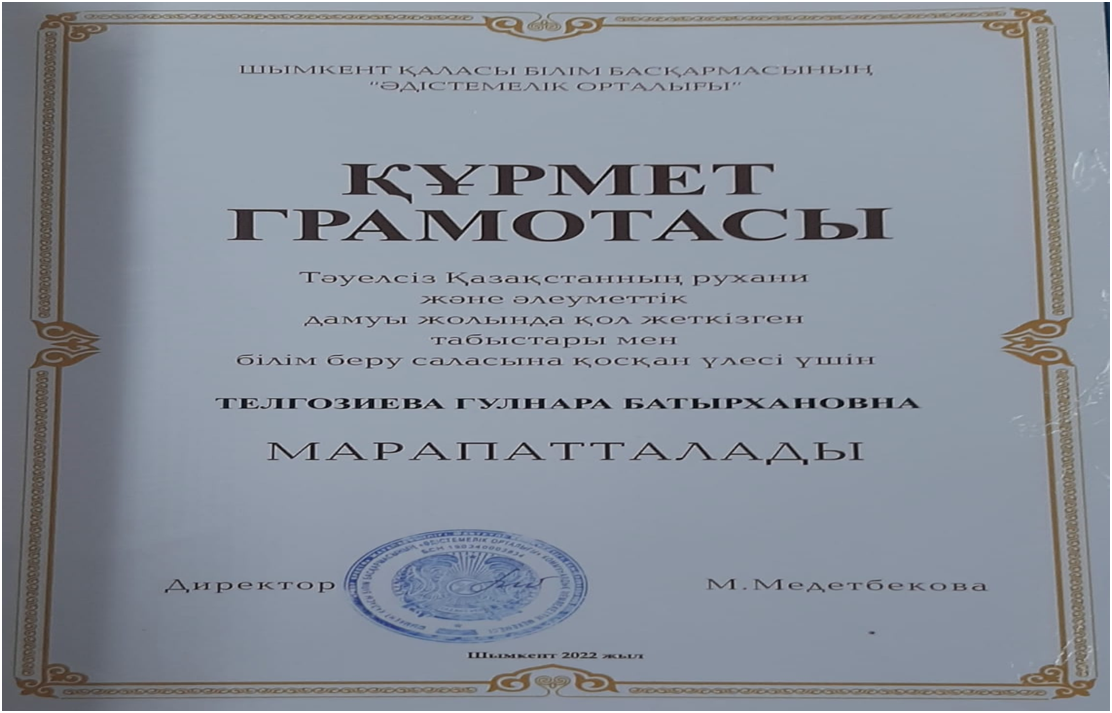 ШЫМКЕНТ ҚАЛАСЫ БІЛІМ БАСҚАРМАСЫНЫҢ
"ӘДІСТЕМЕЛІК ОРТАЛЫҒЫ"
ҚҰРМЕТ
ГРАМОТАСЫ
Тәуелсіз Қазақстанның рухани
және әлеуметтік
дамуы жолында қол жеткізген
табыстары мен
білім беру саласына қосқан үлесі үшін
ТЕЛГОЗИЕВА ГУЛНАРА БАТЫРХАНОВНА
МАРАПАТТАЛАДЫ
Директор
М.Медетбекова
Шымкент 2022 жыл